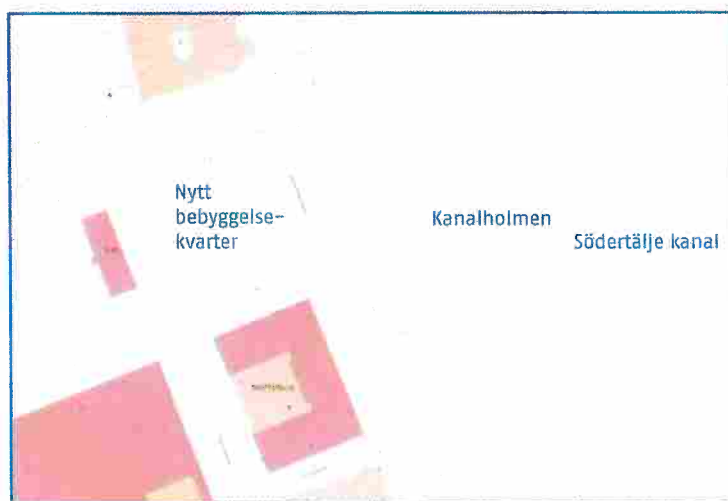 Nytt
bebyggelse-
kvarter
Kanalholmen
Södertälje kanal